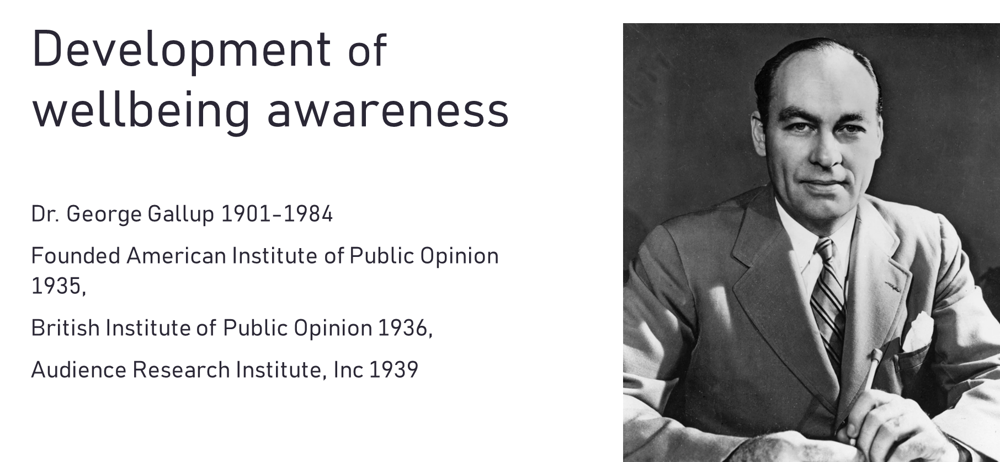 Development of
wellbeing awareness
Dr. George Gallup 1901-1984
Founded American Institute of Public Opinion
1935,
British Institute of Public Opinion 1936,
Audience Research Institute, Inc 1939